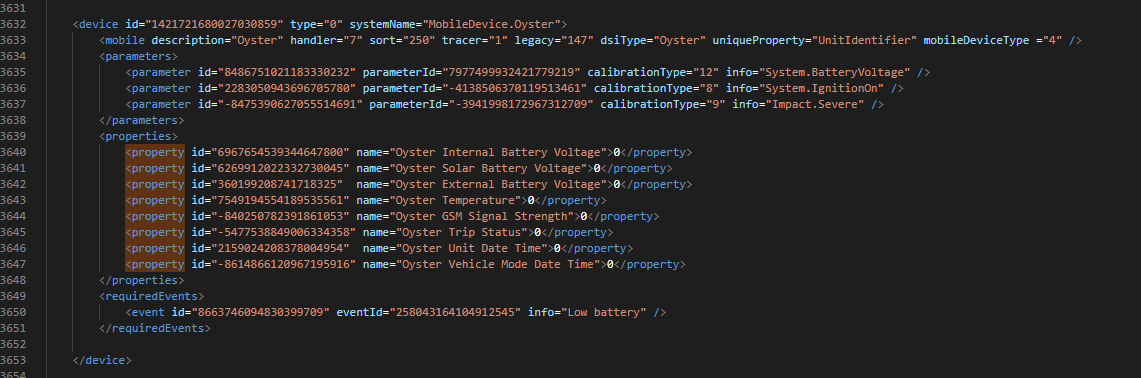 3631
3632 <device id="1421721680027030859" type="0" systemName="MobileDevice.Oyster">
3633 <mobile description="Oyster" handler="7" sort="250" tracer="1" legacy="147" dsiType="Oyster" uniqueProperty="UnitIdentifier" mobileDeviceType ="4" />
3634 <parameters>
3635 <parameter id="8486751021183330232" parameterId="7977499932421779219" calibrationType="12" info="System.BatteryVoltage" />
3636 <parameter id="2283050943696705780" parameterId="-4138506370119513461" calibrationType="8" info="System.IgnitionOn" />
3637 <parameter id="-8475390627055514691" parameterId="-3941998172967312709" calibrationType="9" info="Impact.Severe" />
3638 </parameters>
3639 <properties>
3640 <property id="6967654539344647800" name="Oyster Internal Battery Voltage">0</property>
3641 <property id="6269912022332730045" name="Oyster Solar Battery Voltage">0</property>
3642 <property id="360199208741718325" name="Oyster External Battery Voltage">0</property>
3643 <property id="7549194554189535561" name="Oyster Temperature">0</property>
3644 <property id="-840250782391861053" name="Oyster GSM Signal Strength">0</property>
3645 <property id="-5477538849006334358" name="Oyster Trip Status">0</property>
3646 <property id="2159024208378004954" name="Oyster Unit Date Time">0</property>
3647 <property id="-8614866120967195916" name="Oyster Vehicle Mode Date Time">0</property>
3648 </properties>
3649 <requiredEvents>
3650 <event id="8663746094830399709" eventId="258043164104912545" info="Low battery" />
3651 </requiredEvents>
3652
3653 </device>
3654